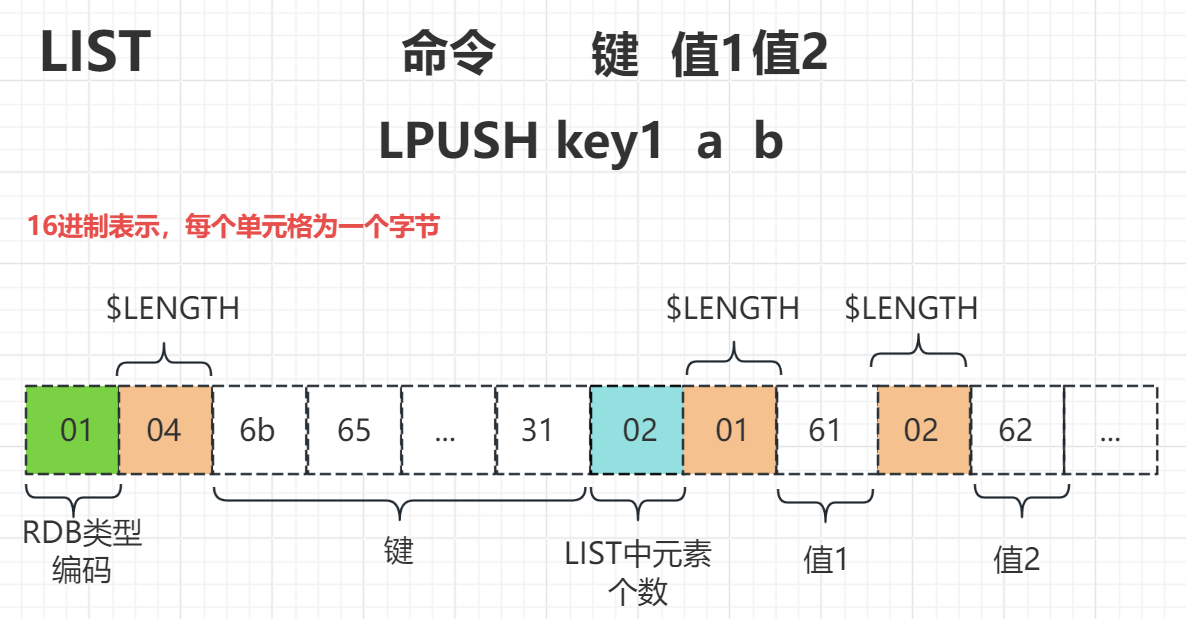 LIST 命令 键 值1 值2
LPUSH key1 a b
16进制表示，每个单元格为一个字节
$LENGTH $LENGTH $LENGTH
01 04 6b 65 ... 31 02 01 61 02 62 ...
RDB类型
编码
键
LIST中元素
个数
值1
值2